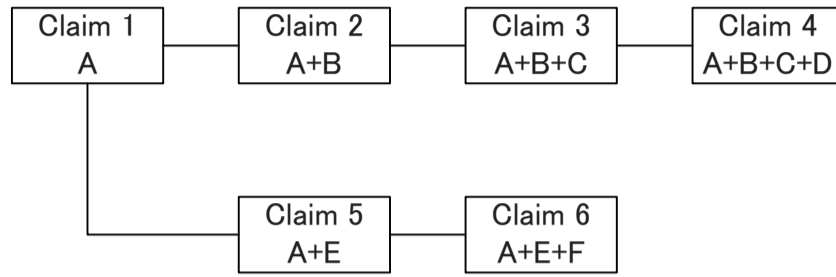 Claim 1
A
Claim 2
A+B
Claim 3
A+B+C
Claim 4
A+B+C+D
Claim 5
A+E
Claim 6
A+E+F